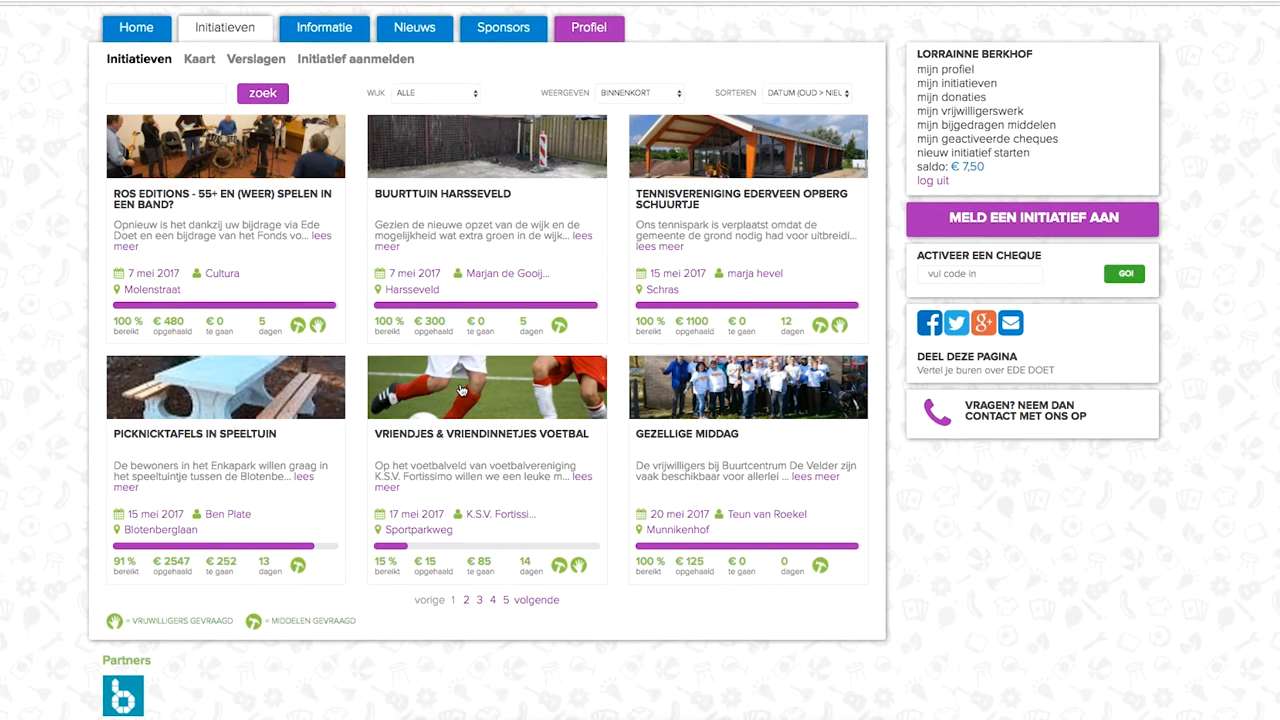 Home Initiatieven Informatie Nieuws Sponsors Profiel
Initiatieven Kaart Verslagen Initiatief aanmelden
zoek WIJK ALLE WEERGEVEN BINNENKORT SORTEREN DATUM (OUD > NIEU
ROS EDITIONS - 55+ EN (WEER) SPELEN IN
EEN BAND?
Opnieuw is het dankzij uw bijdrage via Ede
Doet en een bijdrage van het Fonds vo... lees
meer
7 mei 2017 Cultura
Molenstraat
100 % € 480 € 0 5
bereikt opgehaald te gaan dagen
BUURTTUIN HARSSEVELD
Gezien de nieuwe opzet van de wijk en de
mogelijkheid wat extra groen in de wijk... lees
meer
7 mei 2017 Marjan de Gooij...
Harsseveld
100 % € 300 € 0 5
bereikt opgehaald te gaan dagen
TENNISVERENIGING EDERVEEN OPBERG
SCHUURTJE
Ons tennispark is verplaatst omdat de
gemeente de grond nodig had voor uitbreidi...
lees meer
15 mei 2017 marja hevel
Schras
100 % € 1100 € 0 12
bereikt opgehaald te gaan dagen
PICKNICKTAFELS IN SPEELTUIN
De bewoners in het Enkapark willen graag in
het speeltuintje tussen de Blotenbe... lees
meer
15 mei 2017 Ben Plate
Blotenberglaan
91 % € 2547 € 252 13
bereikt opgehaald te gaan dagen
VRIENDJES & VRIENDINNETJES VOETBAL
Op het voetbalveld van voetbalvereniging
K.S.V. Fortissimo willen we een leuke m... lees
meer
17 mei 2017 K.S.V. Fortissi...
Sportparkweg
15 % € 15 € 85 14
bereikt opgehaald te gaan dagen
GEZELLIGE MIDDAG
De vrijwilligers bij Buurtcentrum De Velder zijn
vaak beschikbaar voor allerlei ... lees meer
20 mei 2017 Teun van Roekel
Munnikenhof
100 % € 125 € 0 0
bereikt opgehaald te gaan dagen
vorige 1 2 3 4 5 volgende
= VRIJWILLIGERS GEVRAAGD = MIDDELEN GEVRAAGD
Partners
b
LORRAINNE BERKHOF
mijn profiel
mijn initiatieven
mijn donaties
mijn vrijwilligerswerk
mijn bijgedragen middelen
mijn geactiveerde cheques
nieuw initiatief starten
saldo: € 7,50
log uit
MELD EEN INITIATIEF AAN
ACTIVEER EEN CHEQUE
vul code in GO!
DEEL DEZE PAGINA
Vertel je buren over EDE DOET
VRAGEN? NEEM DAN
CONTACT MET ONS OP